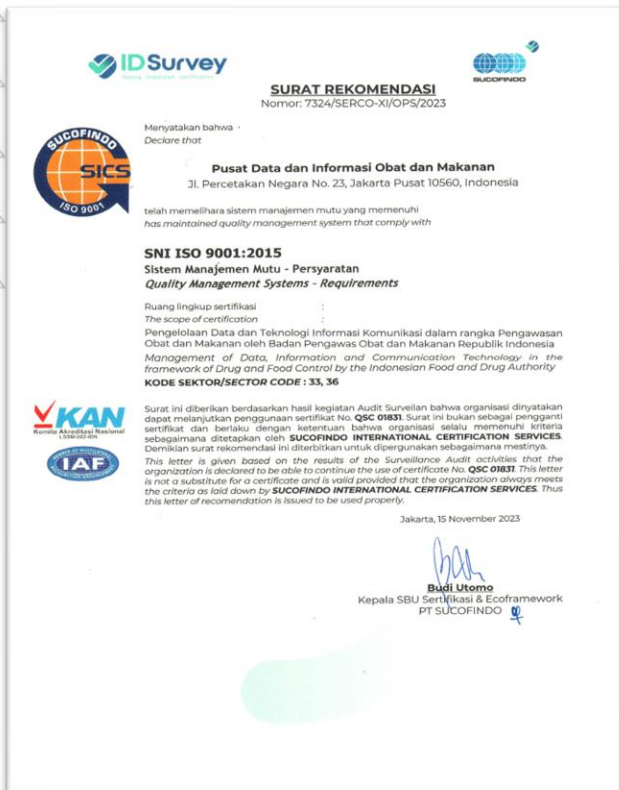 IDSurvey
SUCOFINDO
SURAT REKOMENDASI
Nomor: 7324/SERCO-XI/OPS/2023
SUCOFINDO
SICS
ISO 9001
Menyatakan bahwa
Declare that
Pusat Data dan Informasi Obat dan Makanan
Jl. Percetakan Negara No. 23, Jakarta Pusat 10560, Indonesia
telah memelihara sistem manajemen mutu yang memenuhi
has maintained quality management system that comply with
SNI ISO 9001:2015
Sistem Manajemen Mutu - Persyaratan
Quality Management Systems - Requirements
Ruang lingkup sertifikasi :
The scope of certification :
Pengelolaan Data dan Teknologi Informasi Komunikasi dalam rangka Pengawasan
Obat dan Makanan oleh Badan Pengawas Obat dan Makanan Republik Indonesia
Management of Data, Information and Communication Technology in the
framework of Drug and Food Control by the Indonesian Food and Drug Authority
KODE SEKTOR/SECTOR CODE : 33, 36
KAN
Komite Akreditasi Nasional
IAF
Surat ini diberikan berdasarkan hasil kegiatan Audit Surveilan bahwa organisasi dinyatakan
dapat melanjutkan penggunaan sertifikat No. QSC 01831. Surat ini bukan sebagai pengganti
sertifikat dan berlaku dengan ketentuan bahwa organisasi selalu memenuhi kriteria
sebagaimana ditetapkan oleh SUCOFINDO INTERNATIONAL CERTIFICATION SERVICES.
Demikian surat rekomendasi ini diterbitkan untuk dipergunakan sebagaimana mestinya.
This letter is given based on the results of the Surveillance Audit activities that the
organization is declared to be able to continue the use of certificate No. QSC 01831. This letter
is not a substitute for a certificate and is valid provided that the organization always meets
the criteria as laid down by SUCOFINDO INTERNATIONAL CERTIFICATION SERVICES. Thus
this letter of recomendation is issued to be used properly.
Jakarta, 15 November 2023
Budi Utomo
Kepala SBU Sertifikasi & Ecoframework
PT SUCOFINDO